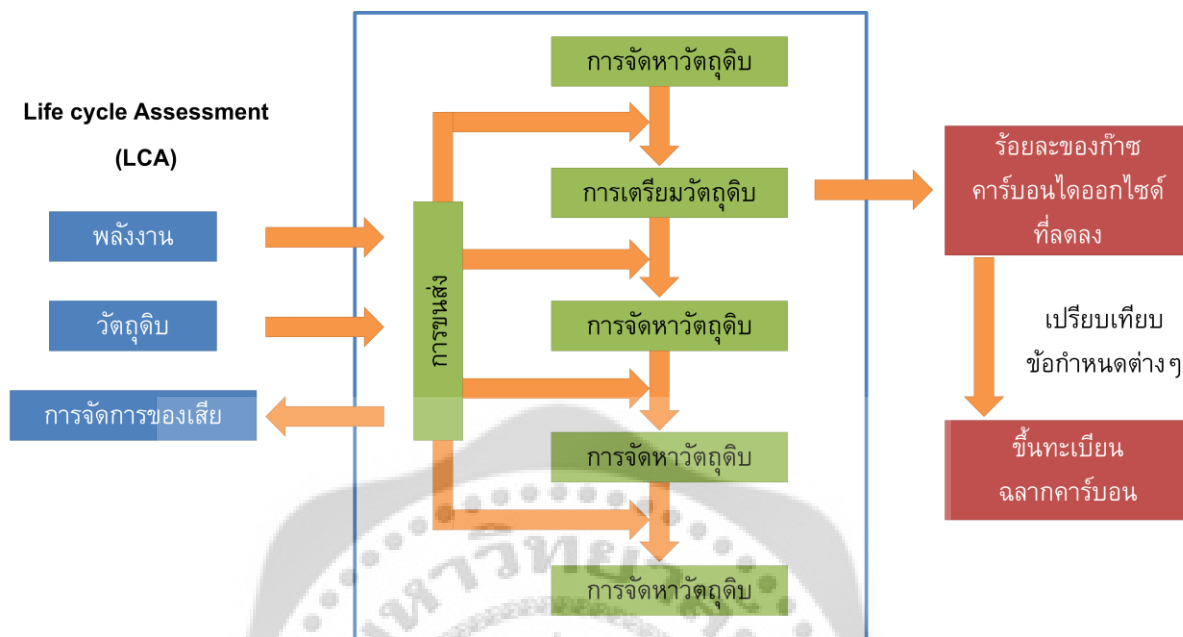 Life cycle Assessment
(LCA)
พลังงาน
วัตถุดิบ
การจัดการของเสีย
การขนส่ง
การจัดหาวัตถุดิบ
การเตรียมวัตถุดิบ
การจัดหาวัตถุดิบ
การจัดหาวัตถุดิบ
การจัดหาวัตถุดิบ
ร้อยละของก๊าซ
คาร์บอนไดออกไซด์
ที่ลดลง
เปรียบเทียบ
ข้อกำหนดต่างๆ
ขึ้นทะเบียน
ฉลากคาร์บอน